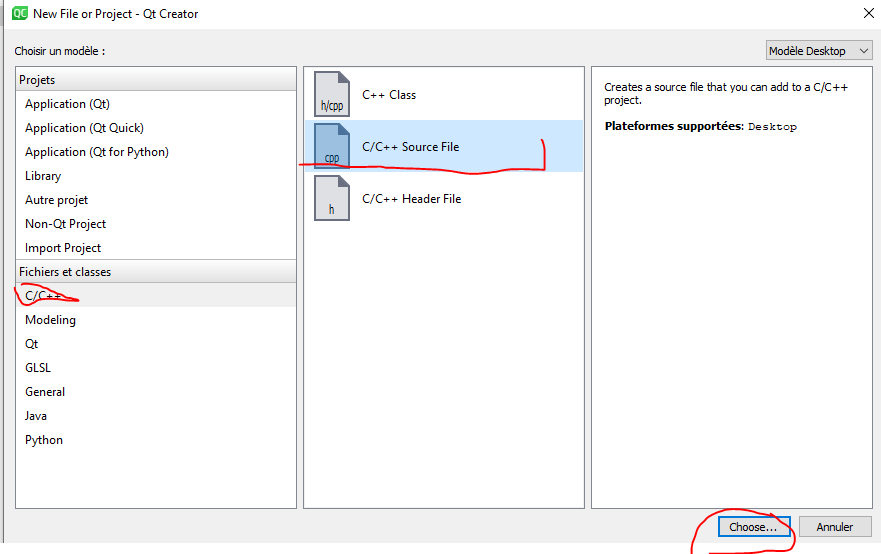 QC New File or Project - Qt Creator
Choisir un modèle :
Modèle Desktop
Projets
Application (Qt)
Application (Qt Quick)
Application (Qt for Python)
Library
Autre projet
Non-Qt Project
Import Project
Fichiers et classes
C/C++
Modeling
Qt
GLSL
General
Java
Python
h/cpp
C++ Class
cpp
C/C++ Source File
h
C/C++ Header File
Creates a source file that you can add to a C/C++
project.
Plateformes supportées: Desktop
Choose...
Annuler